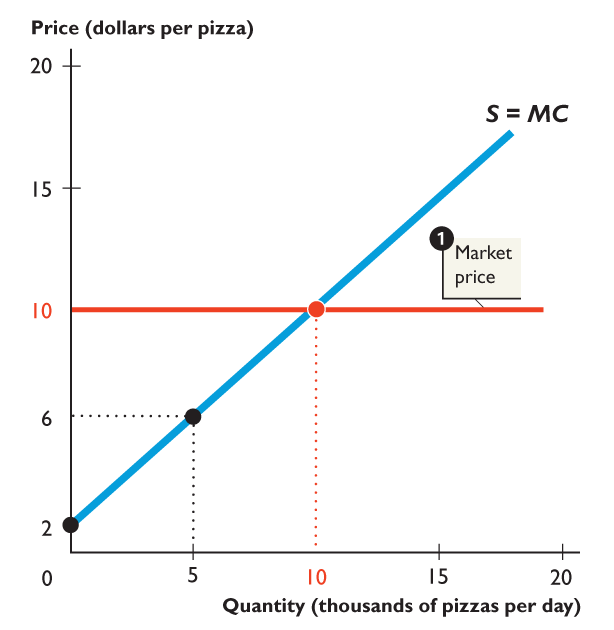 Price (dollars per pizza)
20
S = MC
15
1
Market
price
10
6
2
0
5
10
15
20
Quantity (thousands of pizzas per day)